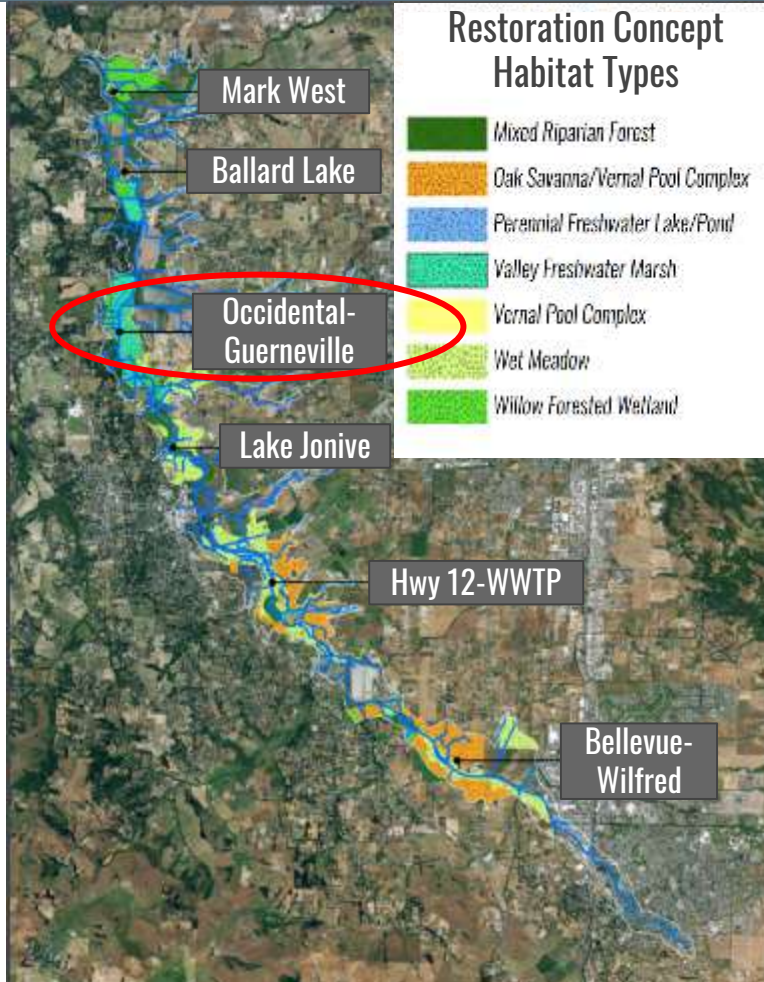 Restoration Concept
Habitat Types
Mixed Riparian Forest
Oak Savanna/Vernal Pool Complex
Perennial Freshwater Lake/Pond
Valley Freshwater Marsh
Vernal Pool Complex
Wet Meadow
Willow Forested Wetland
Mark West
Ballard Lake
Occidental-
Guerneville
Lake Jonive
Hwy 12-WWTP
Bellevue-
Wilfred